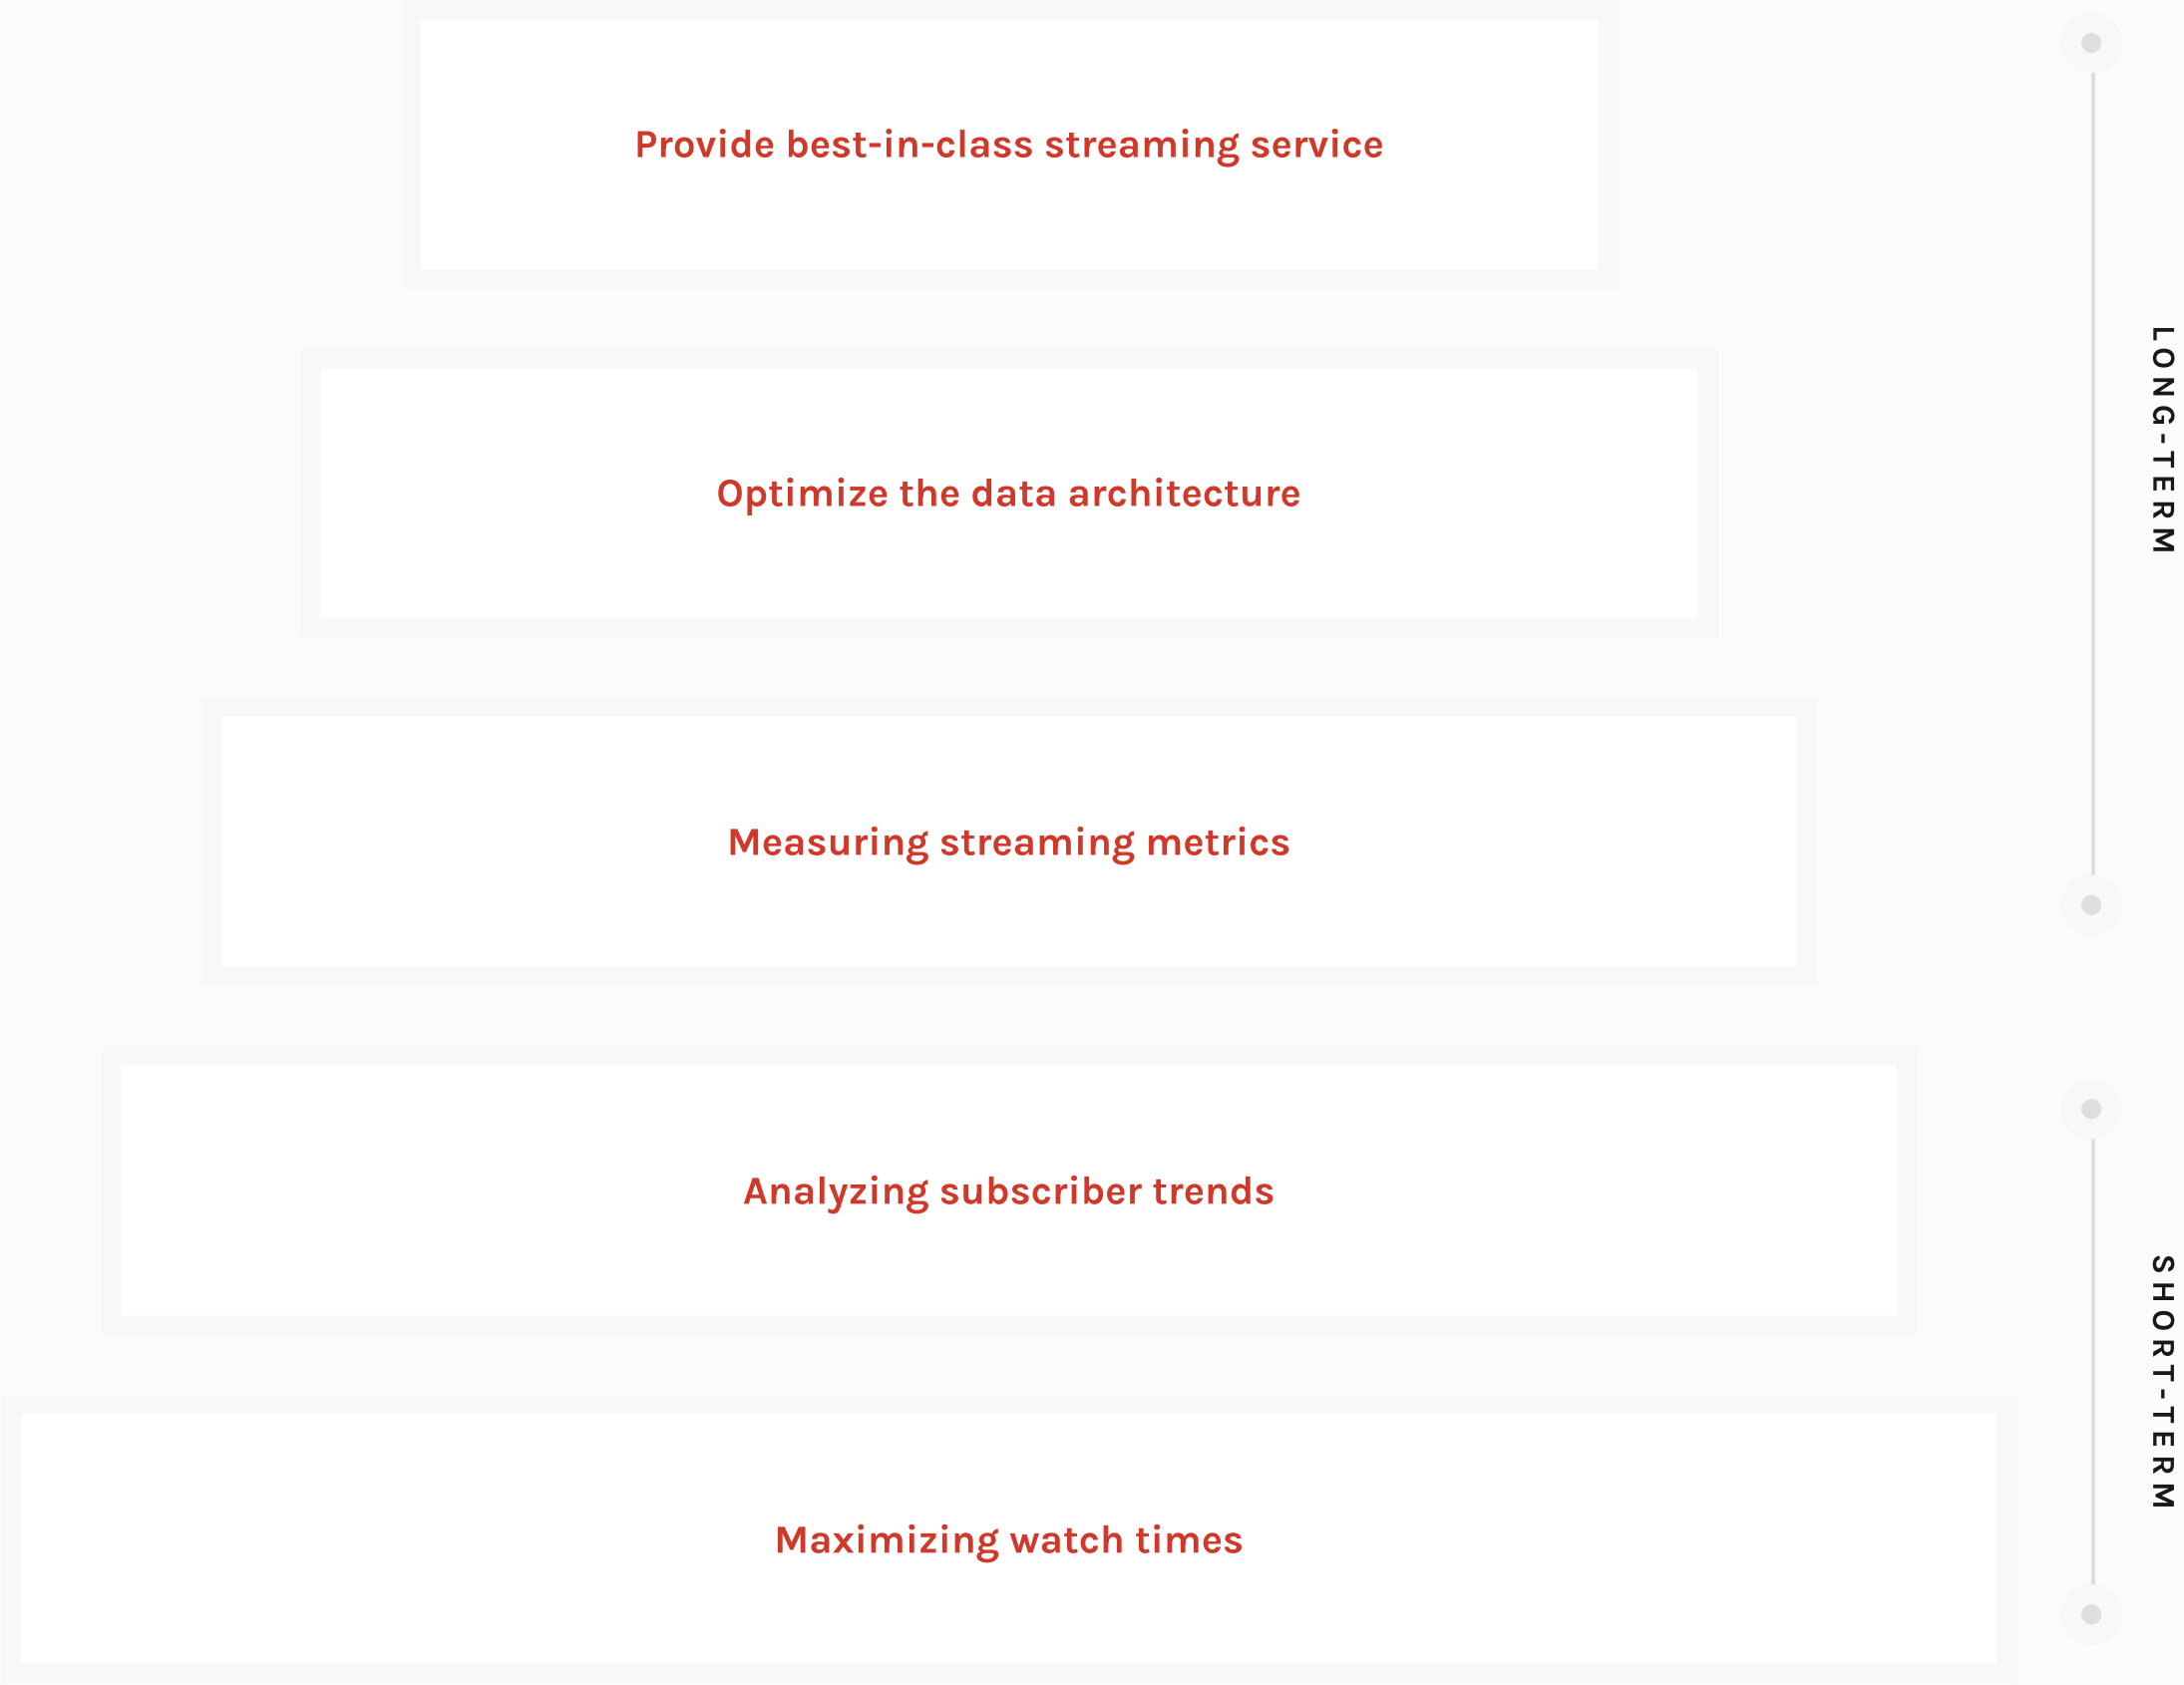 Provide best-in-class streaming service
Optimize the data architecture
LONG-TERM
Measuring streaming metrics
Analyzing subscriber trends
SHORT-TERM
Maximizing watch times